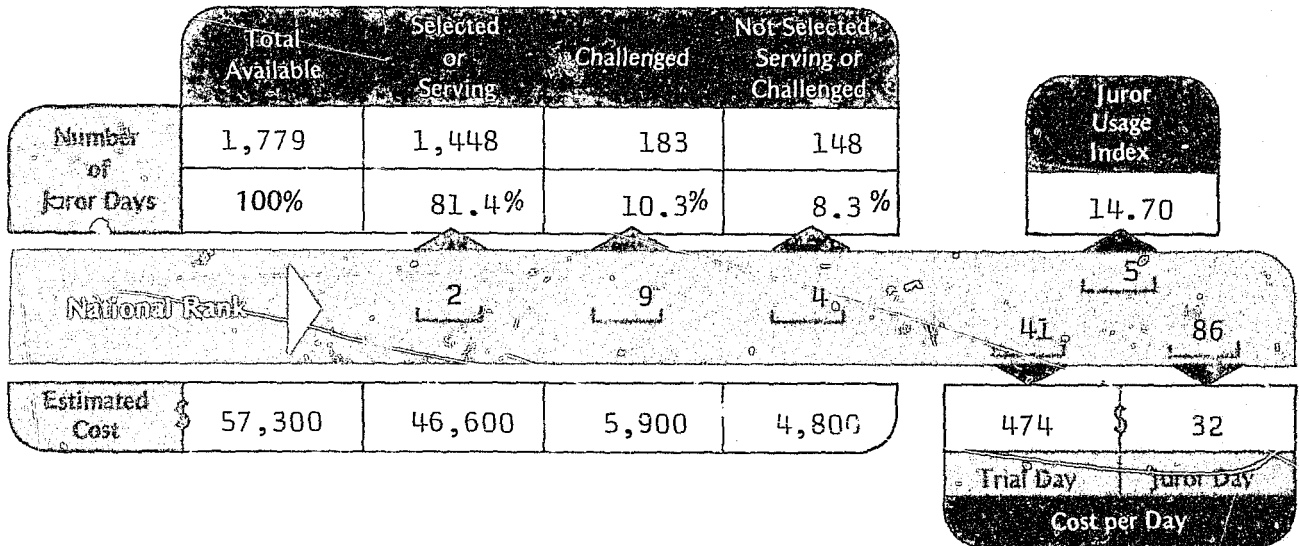 Total
Available
Selected
or
Serving
Challenged
Not Selected,
Serving or
Challenged
Juror
Usage
Index
Number
of
Juror Days
1,779
1,448
183
148
100%
81.4%
10.3%
8.3%
14.70
National Rank
2
9
4
5
41
86
Estimated
Cost
$ 57,300
46,600
5,900
4,800
474
$ 32
Trial Day
Juror Day
Cost per Day